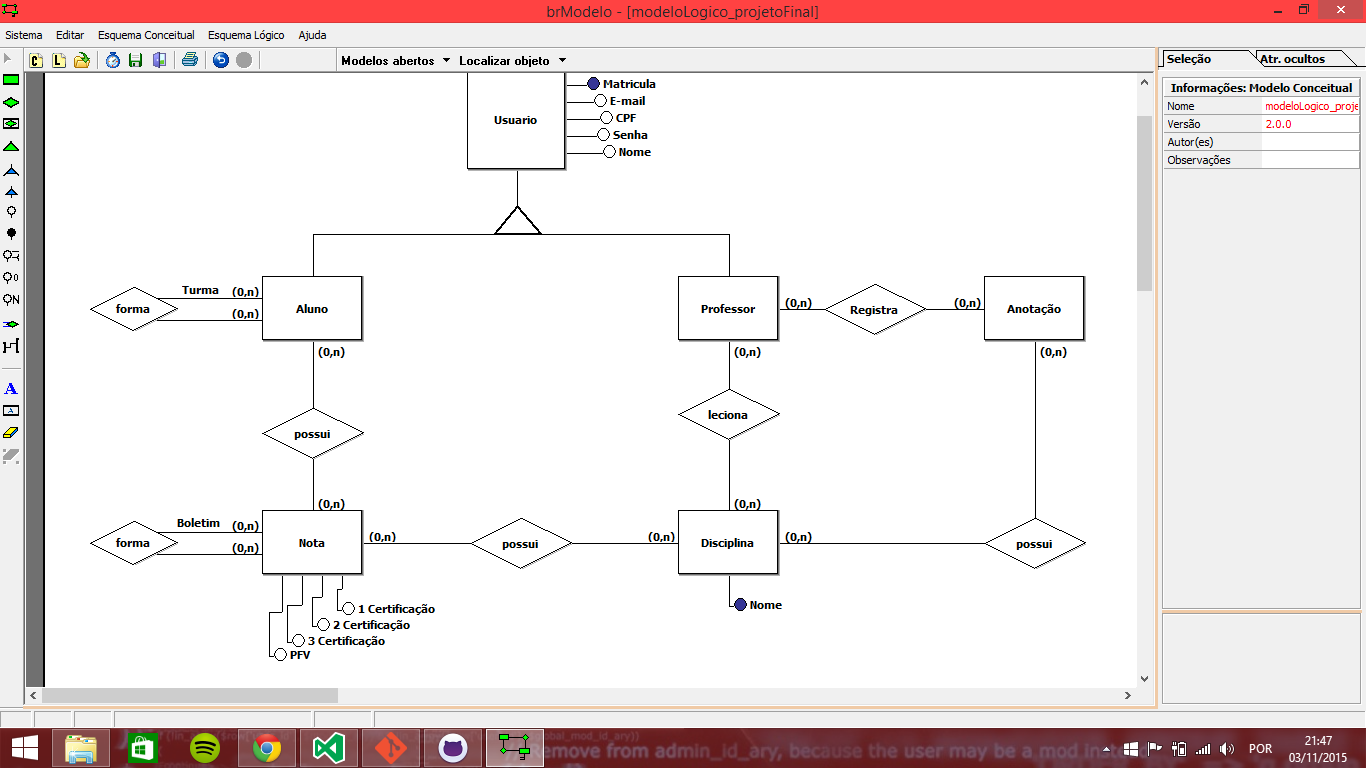 brModelo - [modeloLogico_projetoFinal]
Sistema Editar Esquema Conceitual Esquema Lógico Ajuda
C L Modelos abertos Localizar objeto
Seleção Atr. ocultos
Informações: Modelo Conceitual
Nome modeloLogico_proje
Versão 2.0.0
Autor(es)
Observações
Matricula
E-mail
Usuario
CPF
Senha
Nome
Turma (0,n)
forma
(0,n)
Aluno
Professor
(0,n)
Registra
(0,n)
Anotação
(0,n)
(0,n)
(0,n)
leciona
possui
(0,n)
(0,n)
Boletim (0,n)
forma
(0,n)
Nota
(0,n)
possui
(0,n)
Disciplina
(0,n)
possui
Nome
1 Certificação
2 Certificação
3 Certificação
PFV
A
A
0
N
Remove from admin_id_ary, because the user may be a mod inst
POR
21:47
03/11/2015